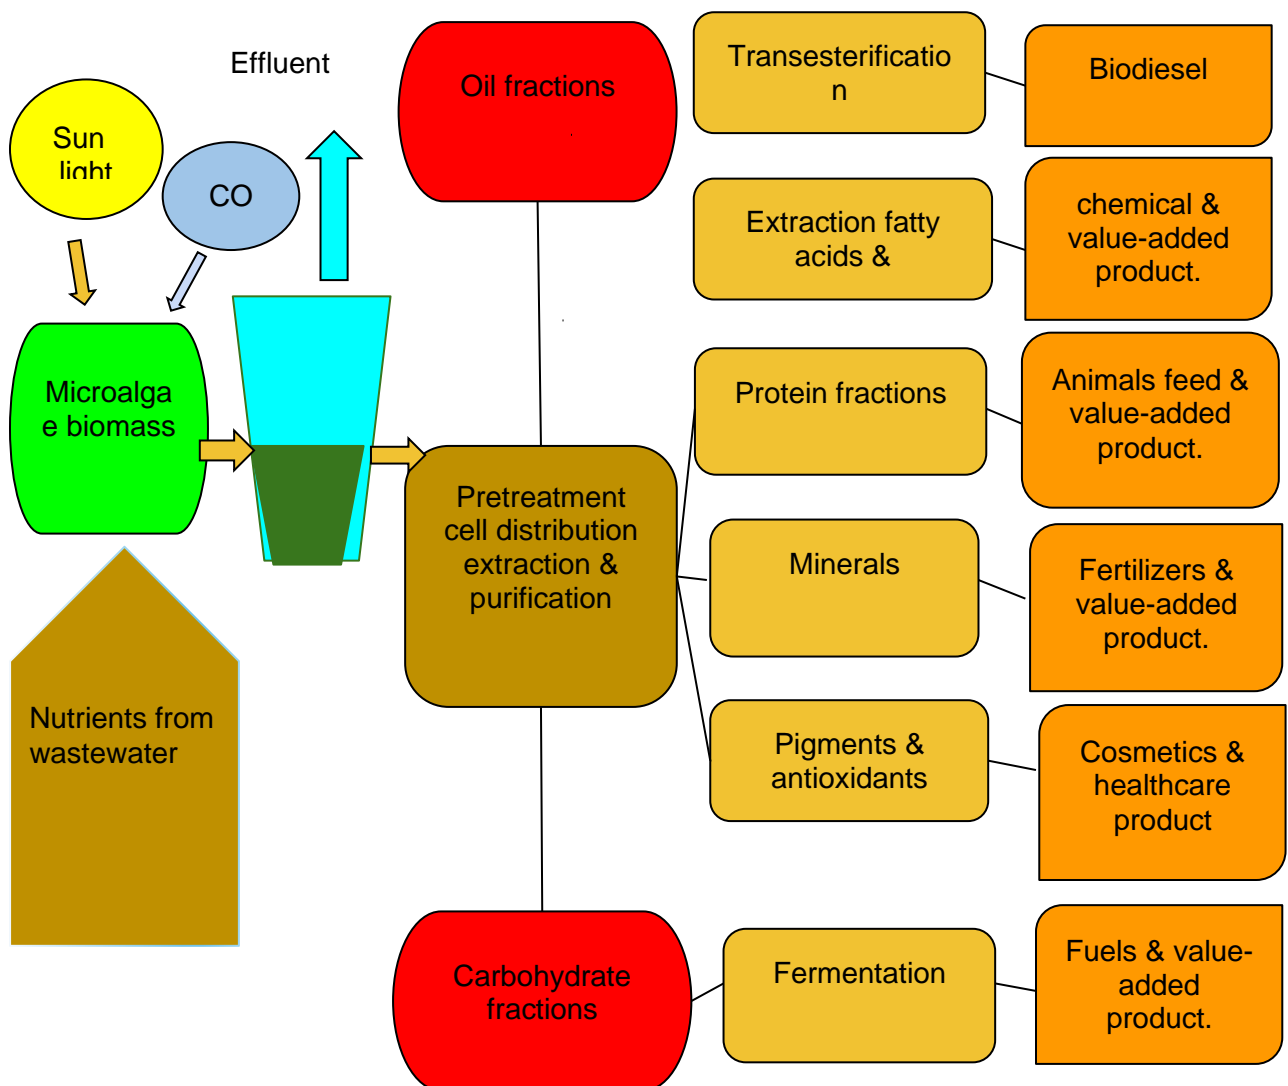 Effluent
Sun
light
CO
Microalga
e biomass
Nutrients from
wastewater
Oil fractions
Pretreatment
cell distribution
extraction &
purification
Carbohydrate
fractions
Transesterificatio
n
Extraction fatty
acids &
Protein fractions
Minerals
Pigments &
antioxidants
Fermentation
Biodiesel
chemical &
value-added
product.
Animals feed &
value-added
product.
Fertilizers &
value-added
product.
Cosmetics &
healthcare
product
Fuels & value-
added
product.